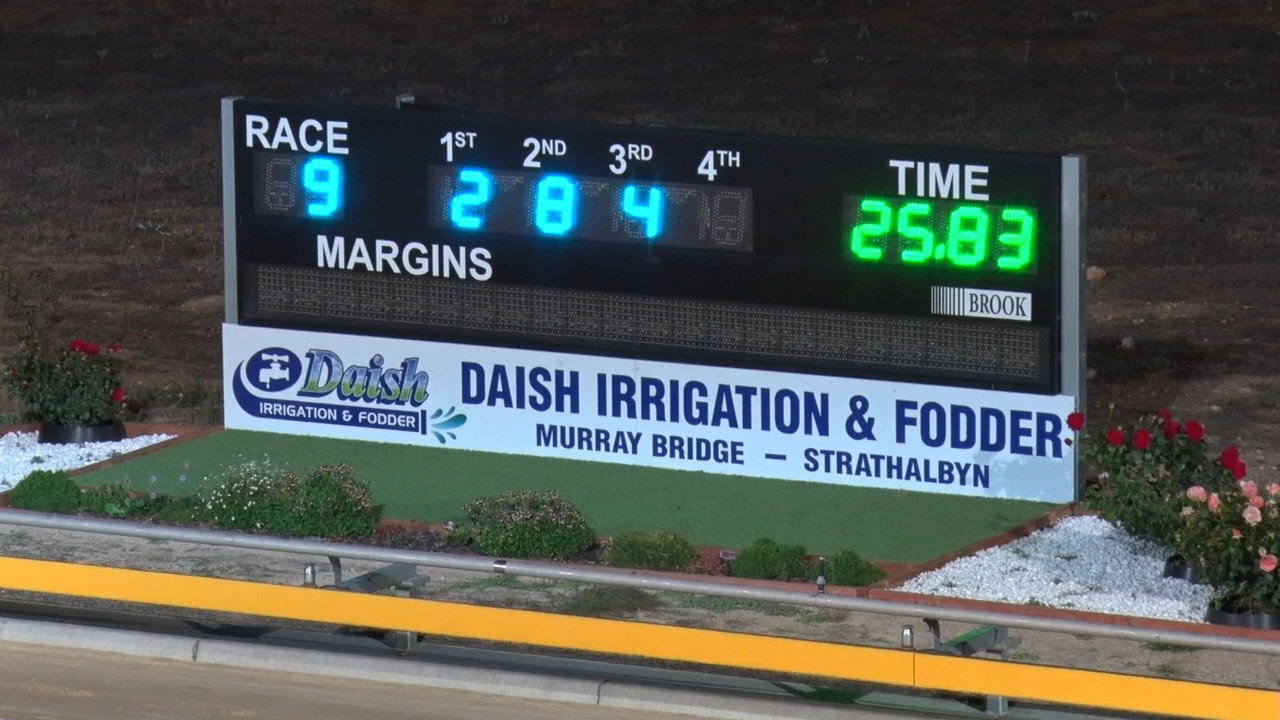 RACE 1ST 2ND 3RD 4TH TIME
9 2 8 4 25.83
MARGINS
BROOK
Daish
IRRIGATION & FODDER
DAISH IRRIGATION & FODDER
MURRAY BRIDGE – STRATHALBYN